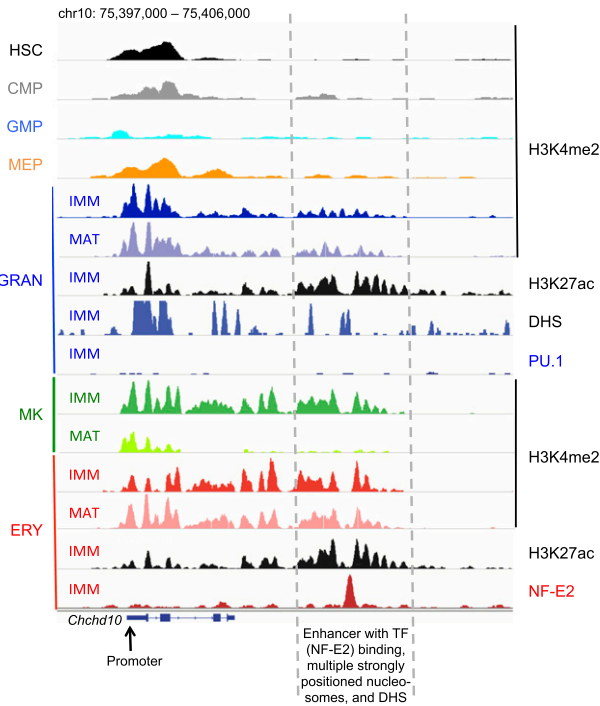 chr10: 75,397,000 – 75,406,000
HSC
CMP
GMP
MEP
H3K4me2
IMM
MAT
GRAN
IMM
H3K27ac
IMM
DHS
IMM
PU.1
IMM
MK
MAT
H3K4me2
IMM
MAT
ERY
IMM
H3K27ac
IMM
NF-E2
Chchd10
Promoter
Enhancer with TF
(NF-E2) binding,
multiple strongly
positioned nucleo-
somes, and DHS